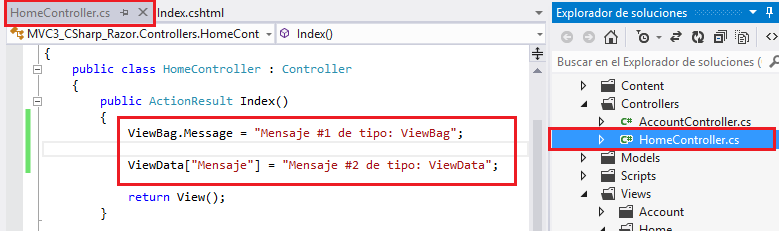 HomeController.cs
Index.cshtml
MVC3_CSharp_Razor.Controllers.HomeCont
Index()
{
public class HomeController : Controller
{
public ActionResult Index()
{
ViewBag.Message = "Mensaje #1 de tipo: ViewBag";
ViewData["Mensaje"] = "Mensaje #2 de tipo: ViewData";
return View();
}
Explorador de soluciones
Buscar en el Explorador de soluciones (
Content
Controllers
C# AccountController.cs
C# HomeController.cs
Models
Scripts
Views
Account
Home